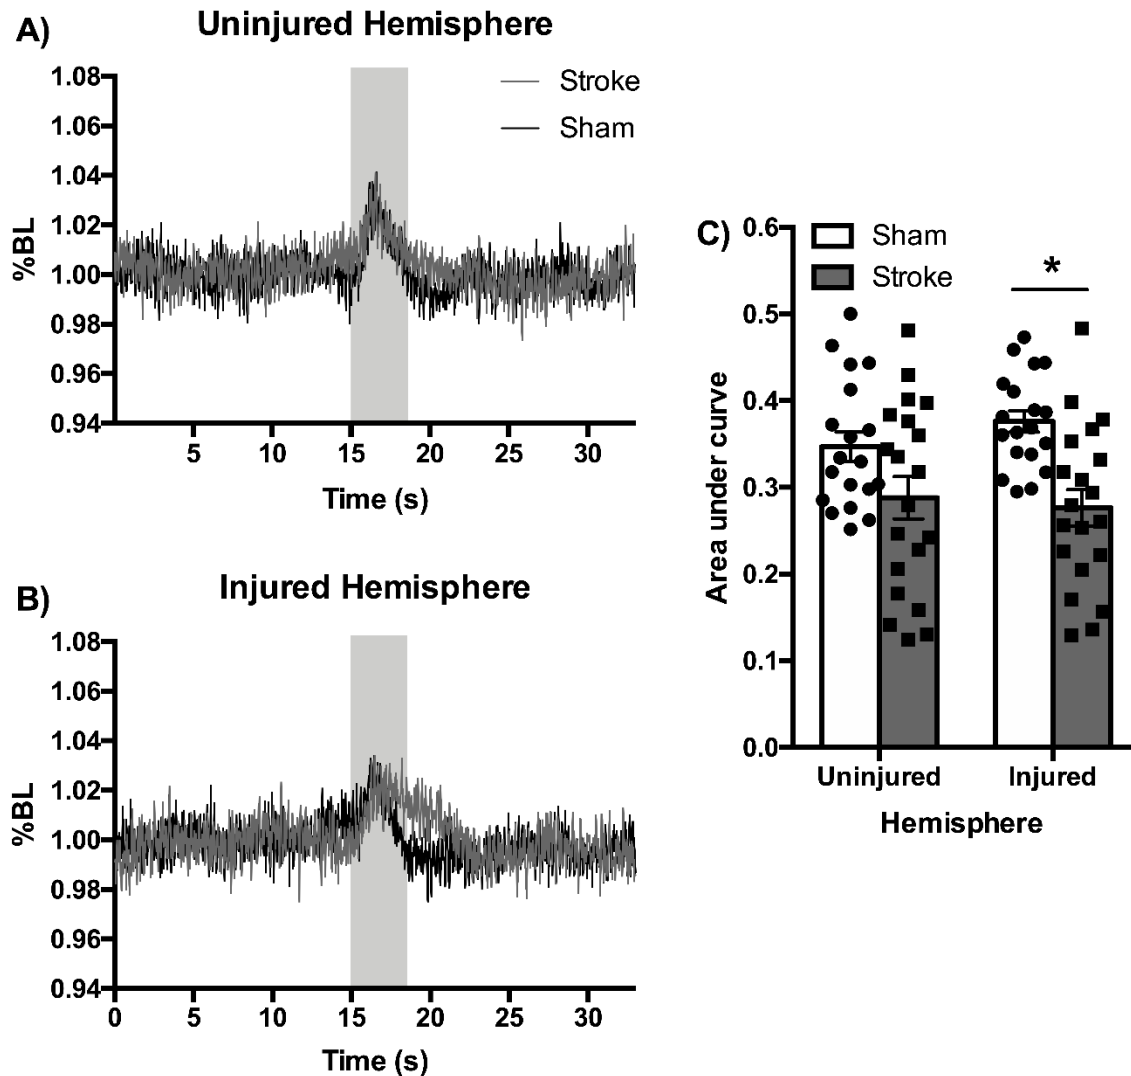 A)
Uninjured Hemisphere
1.08
1.06
1.04
1.02
1.00
0.98
0.96
0.94
%BL
Stroke
Sham
5 10 15 20 25 30
Time (s)
B)
Injured Hemisphere
1.08
1.06
1.04
1.02
1.00
0.98
0.96
0.94
%BL
0 5 10 15 20 25 30
Time (s)
C)
0.6
0.5
0.4
0.3
0.2
0.1
0.0
Area under curve
Sham
Stroke
*
Uninjured Injured
Hemisphere